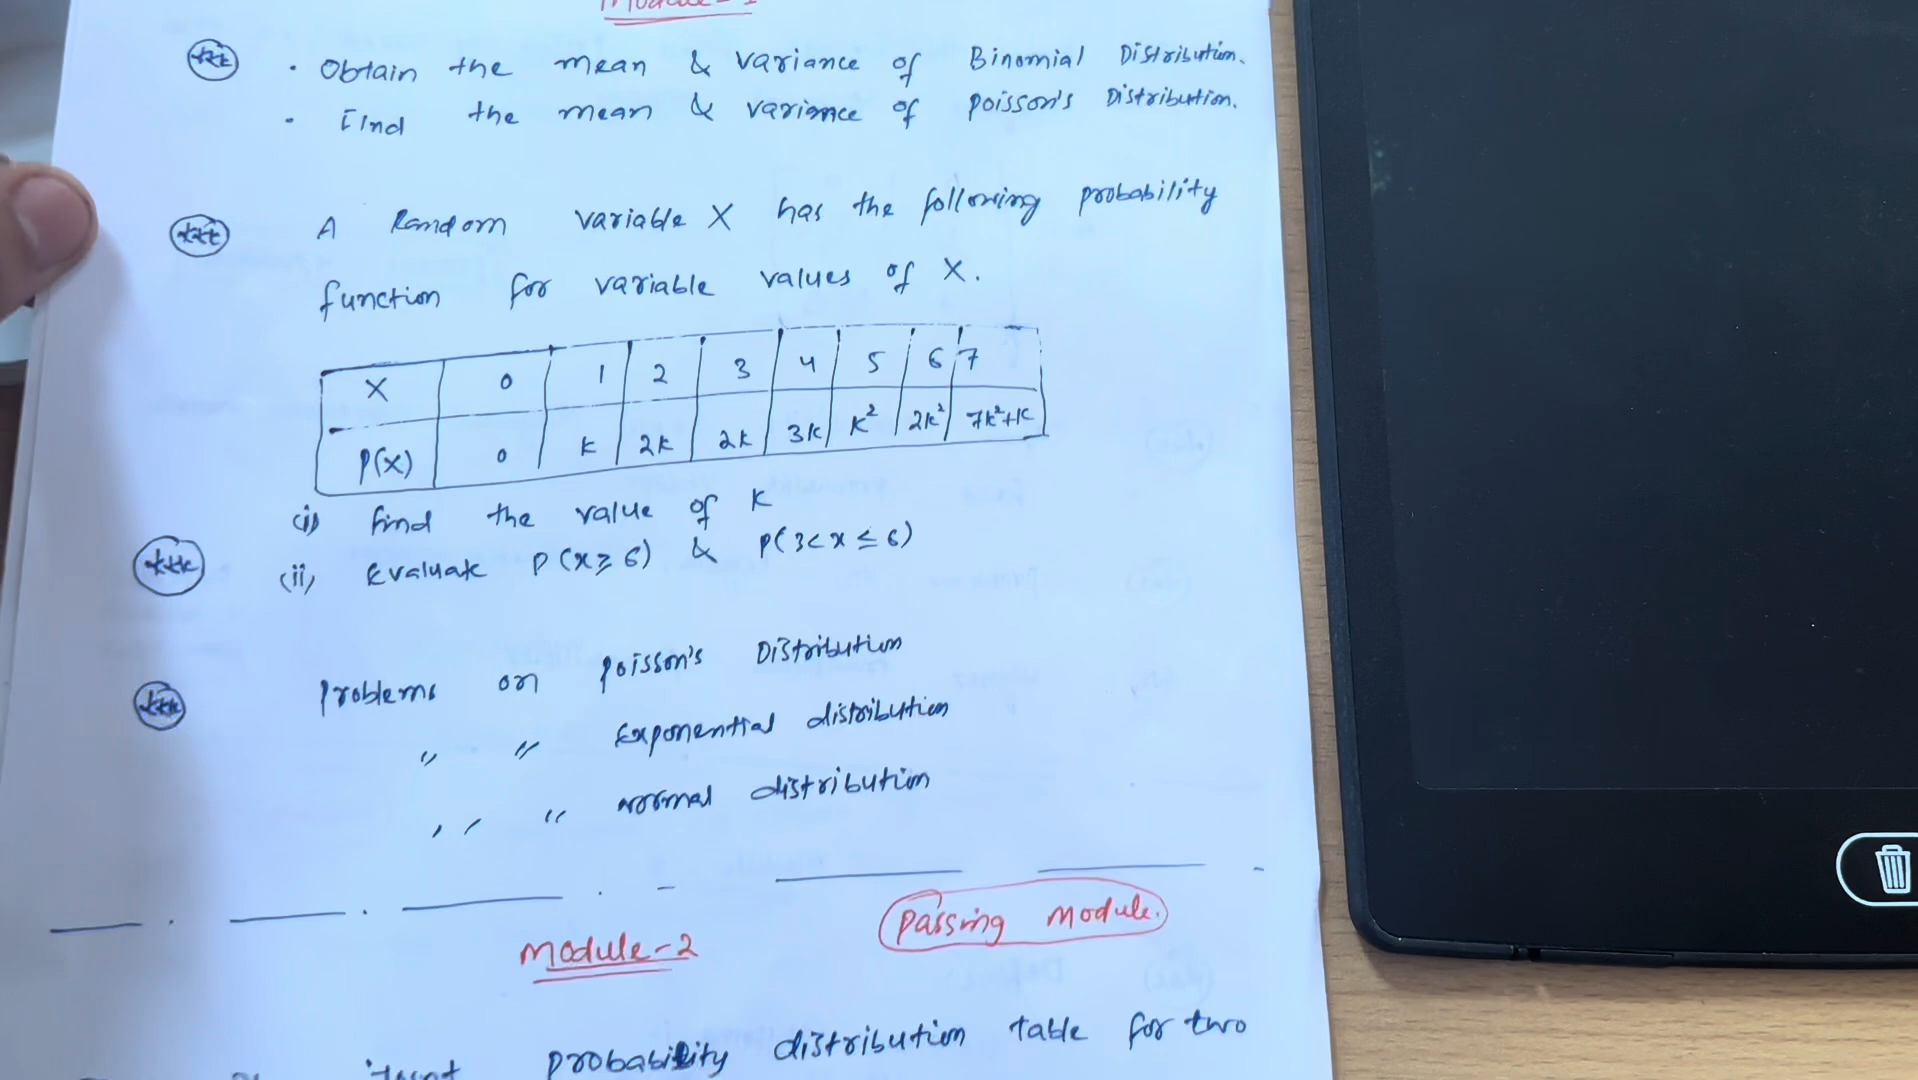 Module-1
*** . Obtain the mean & variance of Binomial Distribution.
. Find the mean & variance of poisson's Distribution.
*** A Random variable X has the following probability
function for variable values of X.
X 0 1 2 3 4 5 6 7
P(X) 0 k 2k 2k 3k k² 2k² 7k²+k
(i) find the value of K
*** (ii) Evaluate P(x ≥ 6) & P(3 < x ≤ 6)
*** Problems on poisson's Distribution
〃 〃 Exponential distribution
〃 〃 normal distribution
Module-2 Passing Module.
probability distribution table for two